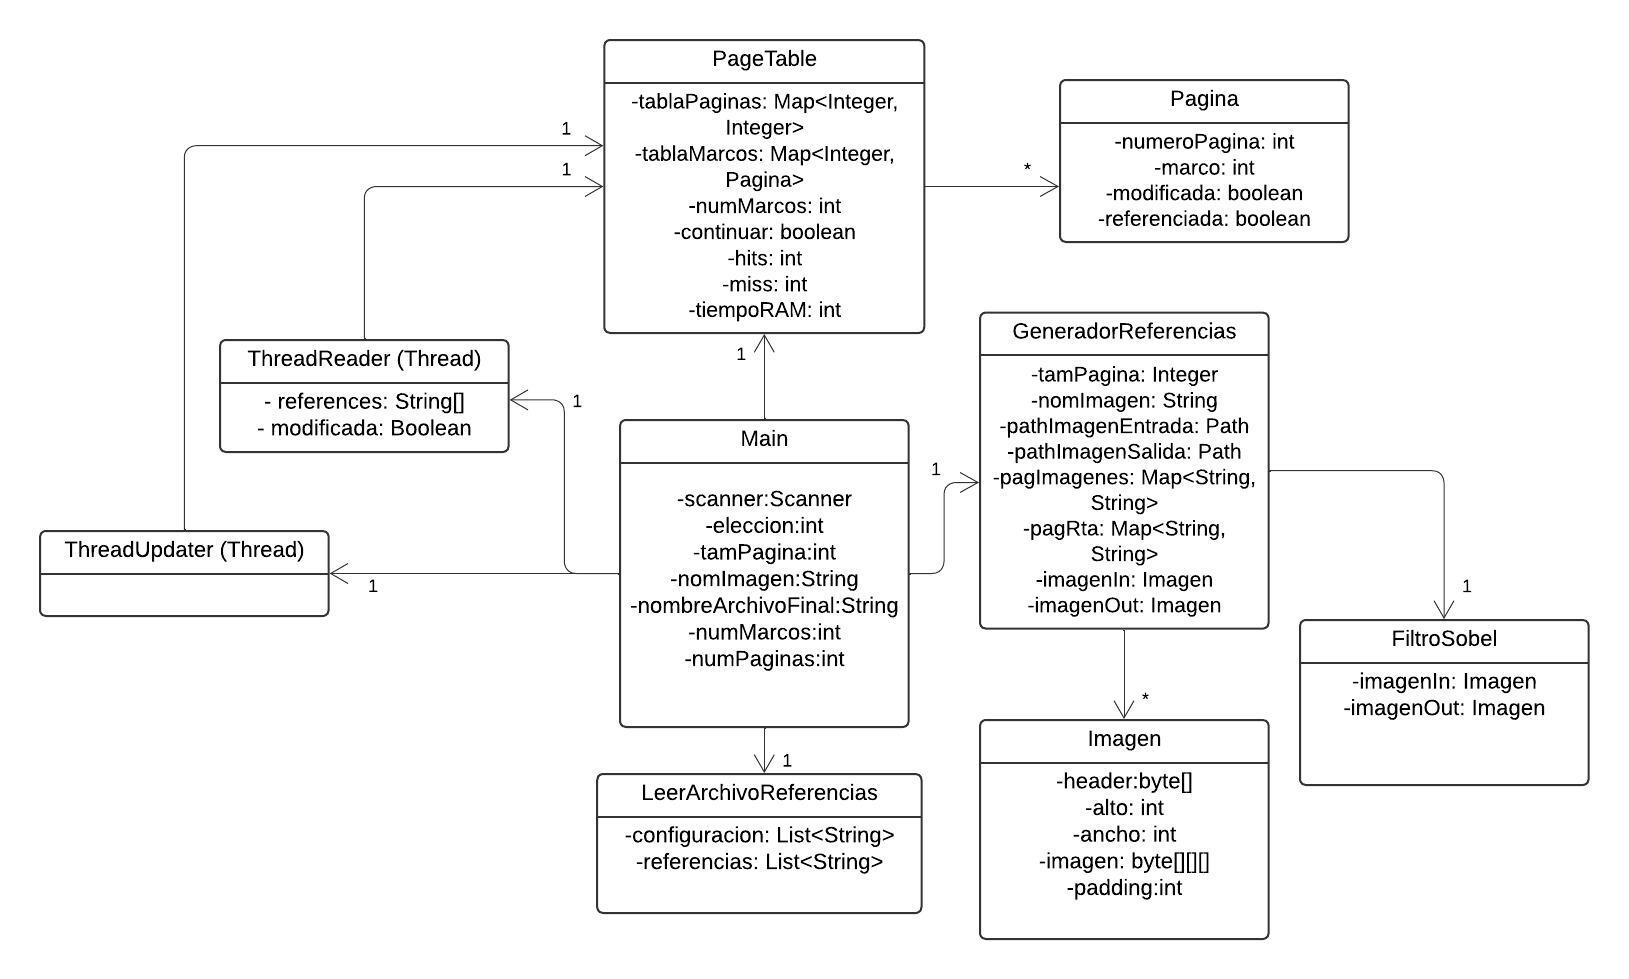 PageTable
-tablaPaginas: Map<Integer,
Integer>
-tablaMarcos: Map<Integer,
Pagina>
-numMarcos: int
-continuar: boolean
-hits: int
-miss: int
-tiempoRAM: int
Pagina
-numeroPagina: int
-marco: int
-modificada: boolean
-referenciada: boolean
1
1
*
1
ThreadReader (Thread)
- references: String[]
- modificada: Boolean
1
GeneradorReferencias
-tamPagina: Integer
-nomImagen: String
-pathImagenEntrada: Path
-pathImagenSalida: Path
-pagImagenes: Map<String,
String>
-pagRta: Map<String,
String>
-imagenIn: Imagen
-imagenOut: Imagen
Main
-scanner:Scanner
-eleccion:int
-tamPagina:int
-nomImagen:String
-nombreArchivoFinal:String
-numMarcos:int
-numPaginas:int
1
ThreadUpdater (Thread)
1
1
FiltroSobel
-imagenIn: Imagen
-imagenOut: Imagen
*
Imagen
-header:byte[]
-alto: int
-ancho: int
-imagen: byte[][][]
-padding:int
1
LeerArchivoReferencias
-configuracion: List<String>
-referencias: List<String>